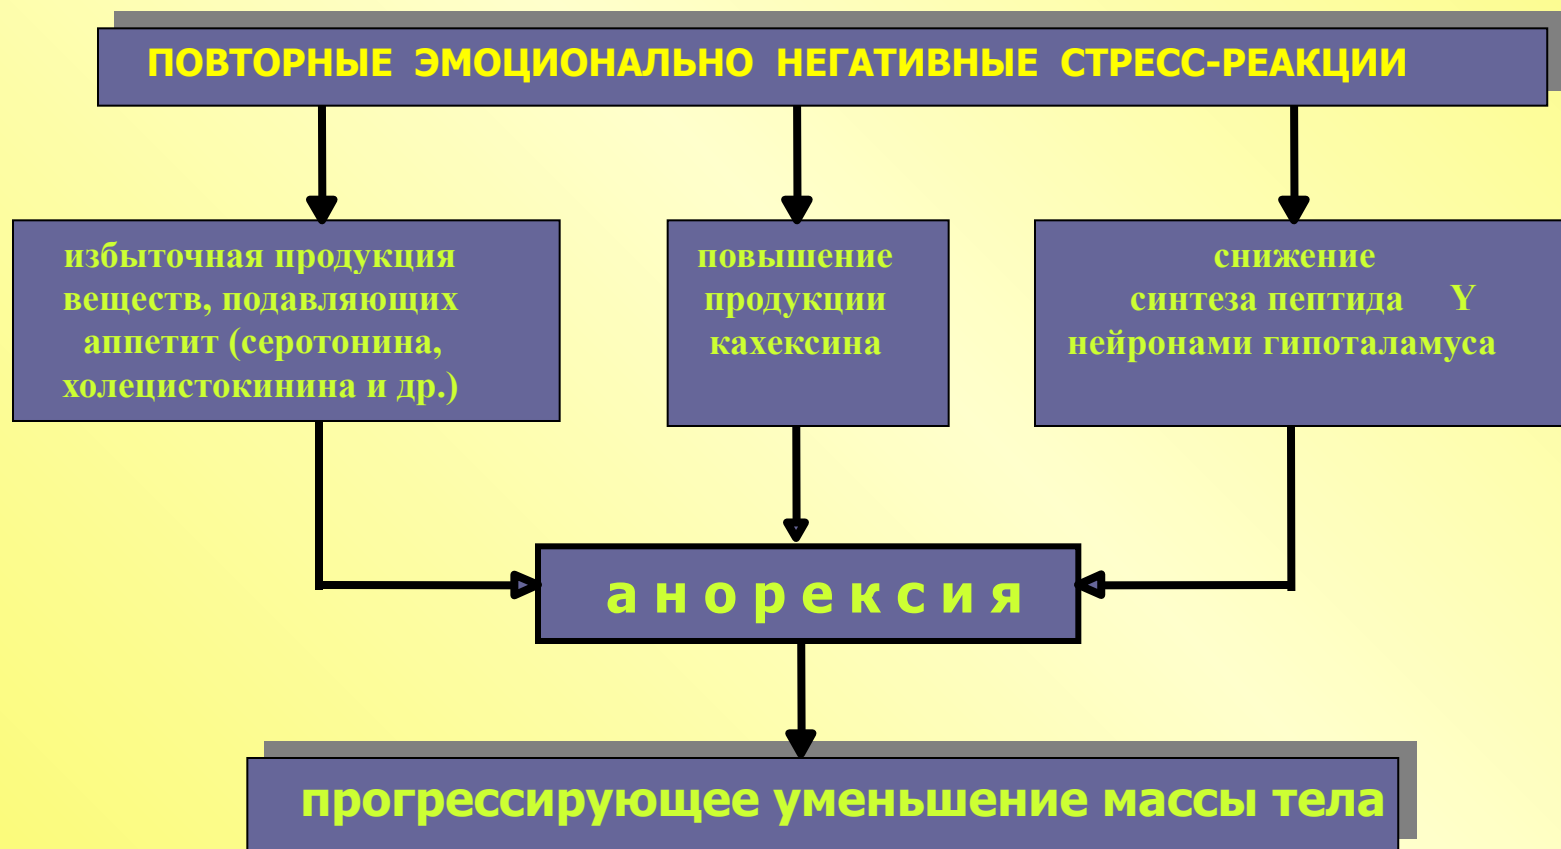 ПОВТОРНЫЕ ЭМОЦИОНАЛЬНО НЕГАТИВНЫЕ СТРЕСС-РЕАКЦИИ
избыточная продукция
веществ, подавляющих
аппетит (серотонина,
холецистокинина и др.)
повышение
продукции
кахексина
снижение
синтеза пептида Y
нейронами гипоталамуса
а н о р е к с и я
прогрессирующее уменьшение массы тела